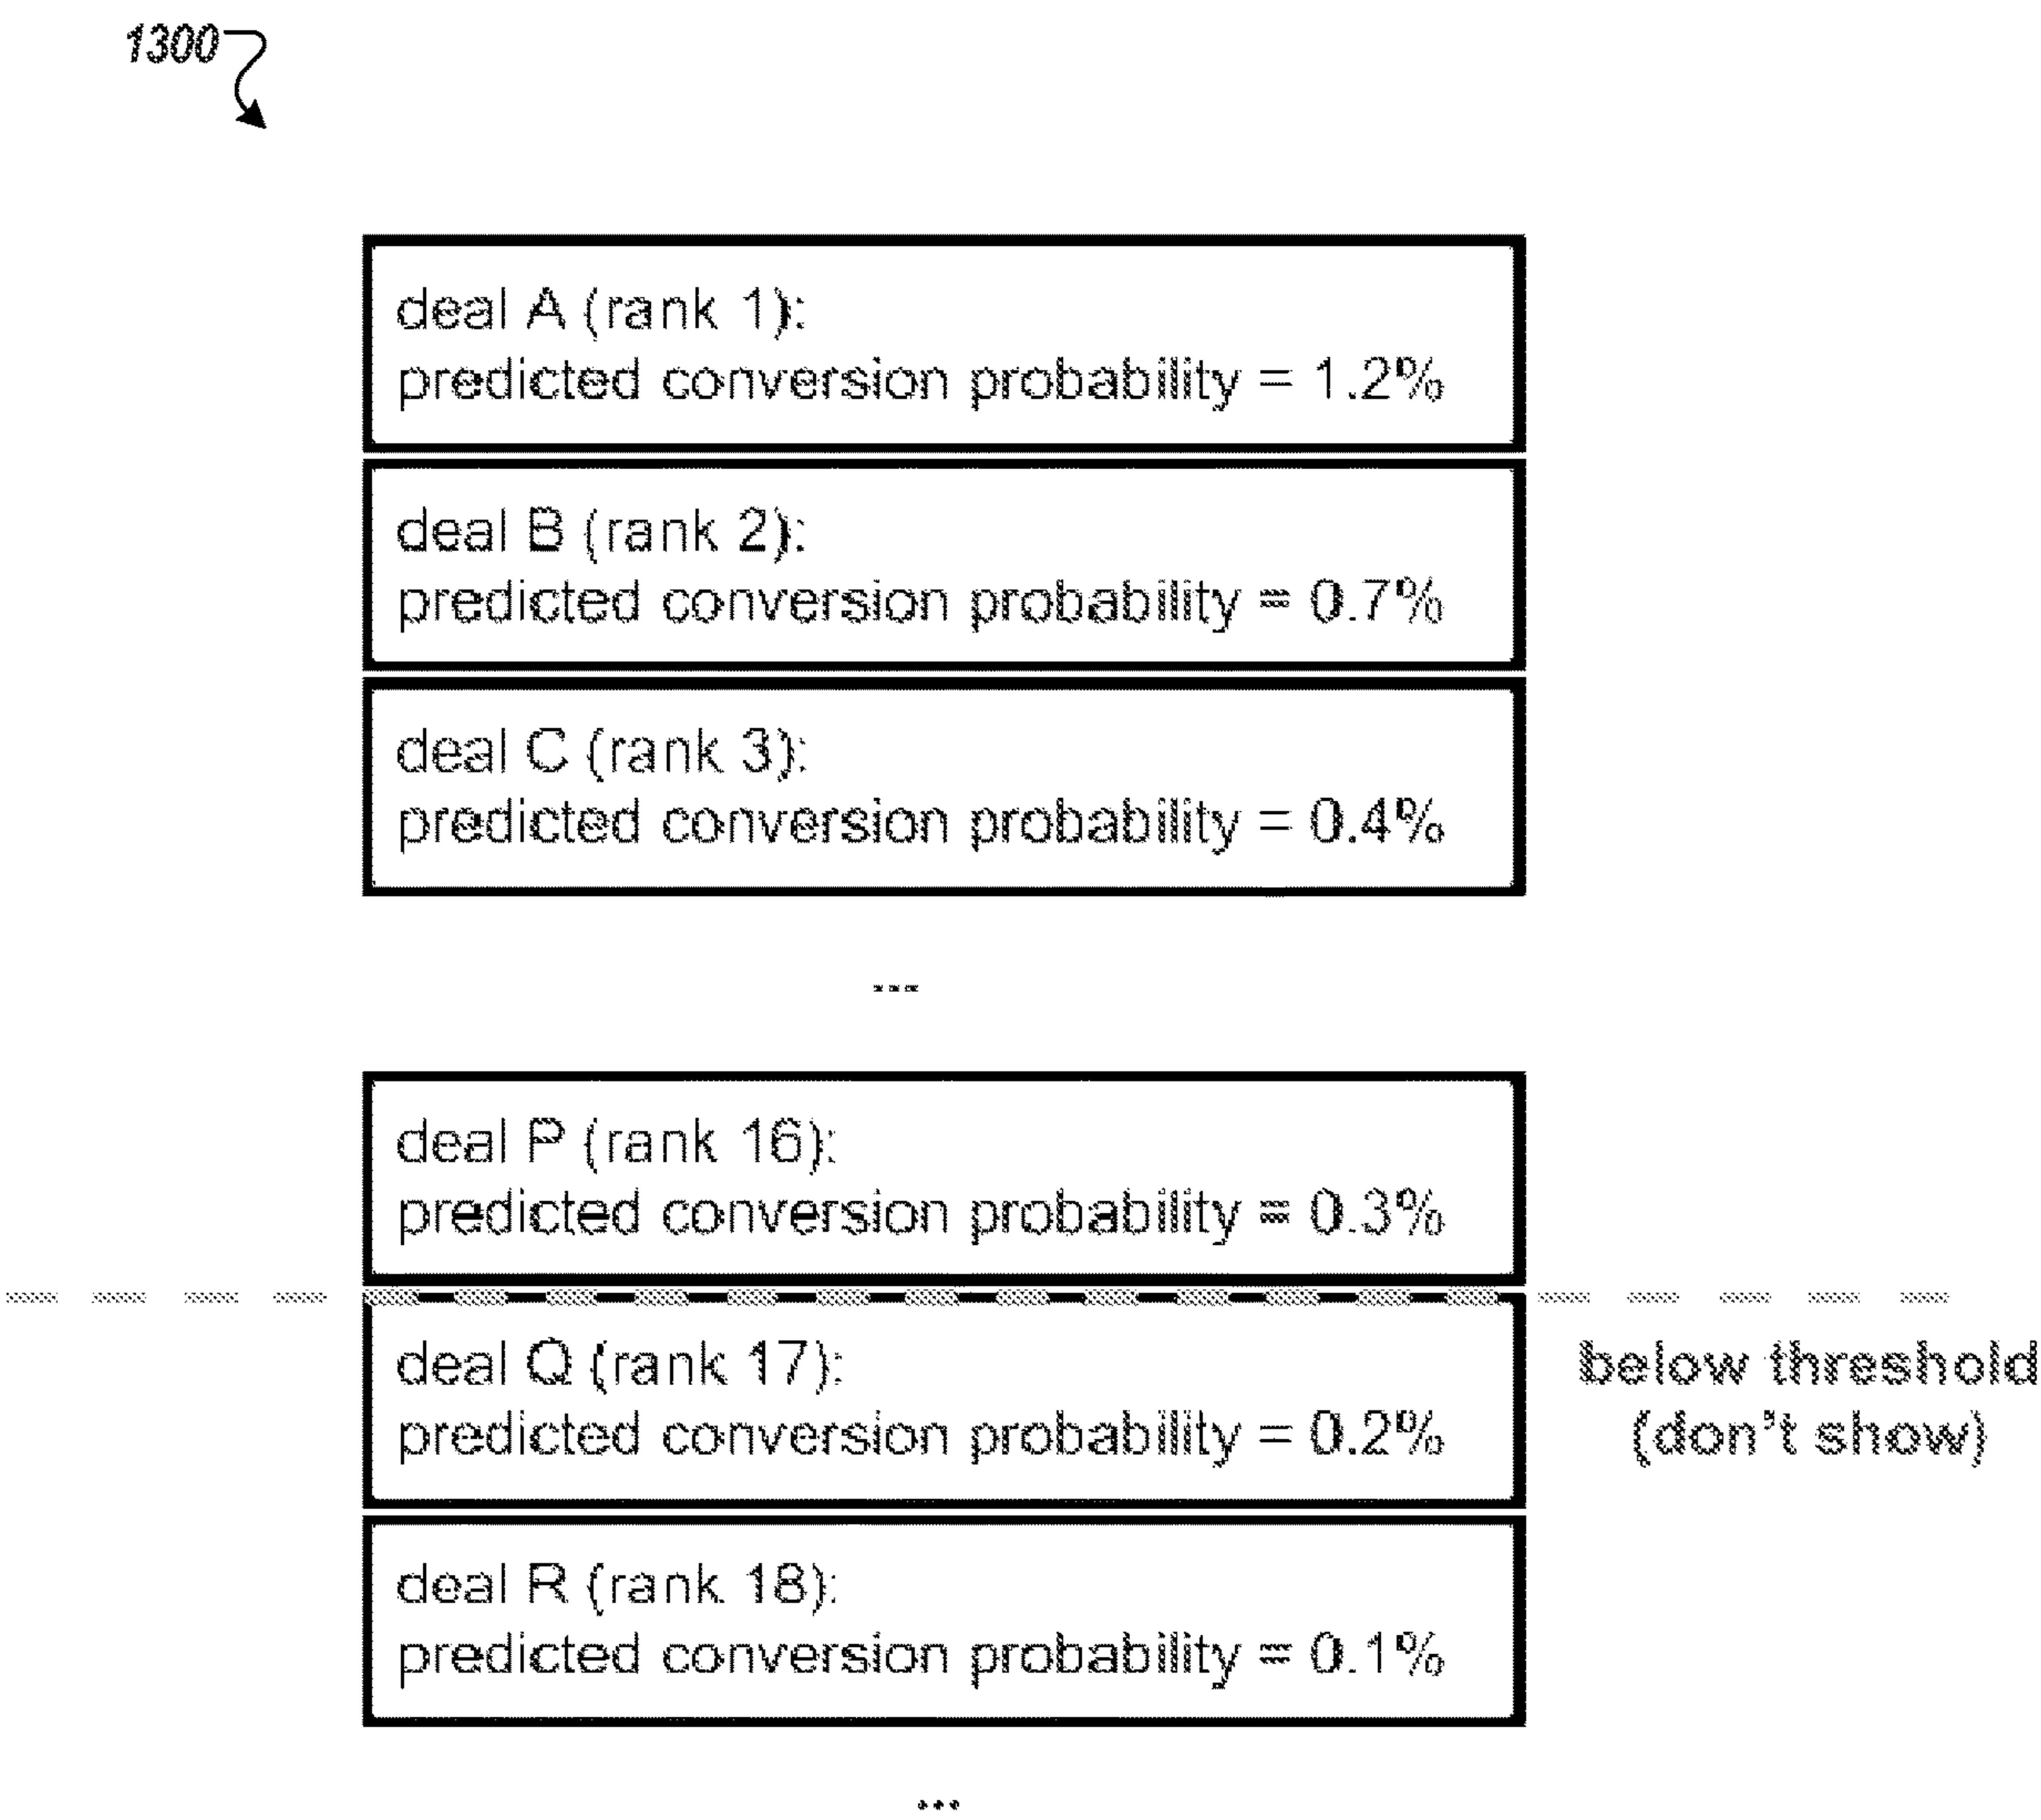 1300
deal A (rank 1):
predicted conversion probability = 1.2%
deal B (rank 2):
predicted conversion probability = 0.7%
deal C (rank 3):
predicted conversion probability = 0.4%
...
deal P (rank 16):
predicted conversion probability = 0.3%
deal Q (rank 17):
predicted conversion probability = 0.2%
below threshold
(don't show)
deal R (rank 18):
predicted conversion probability = 0.1%
...